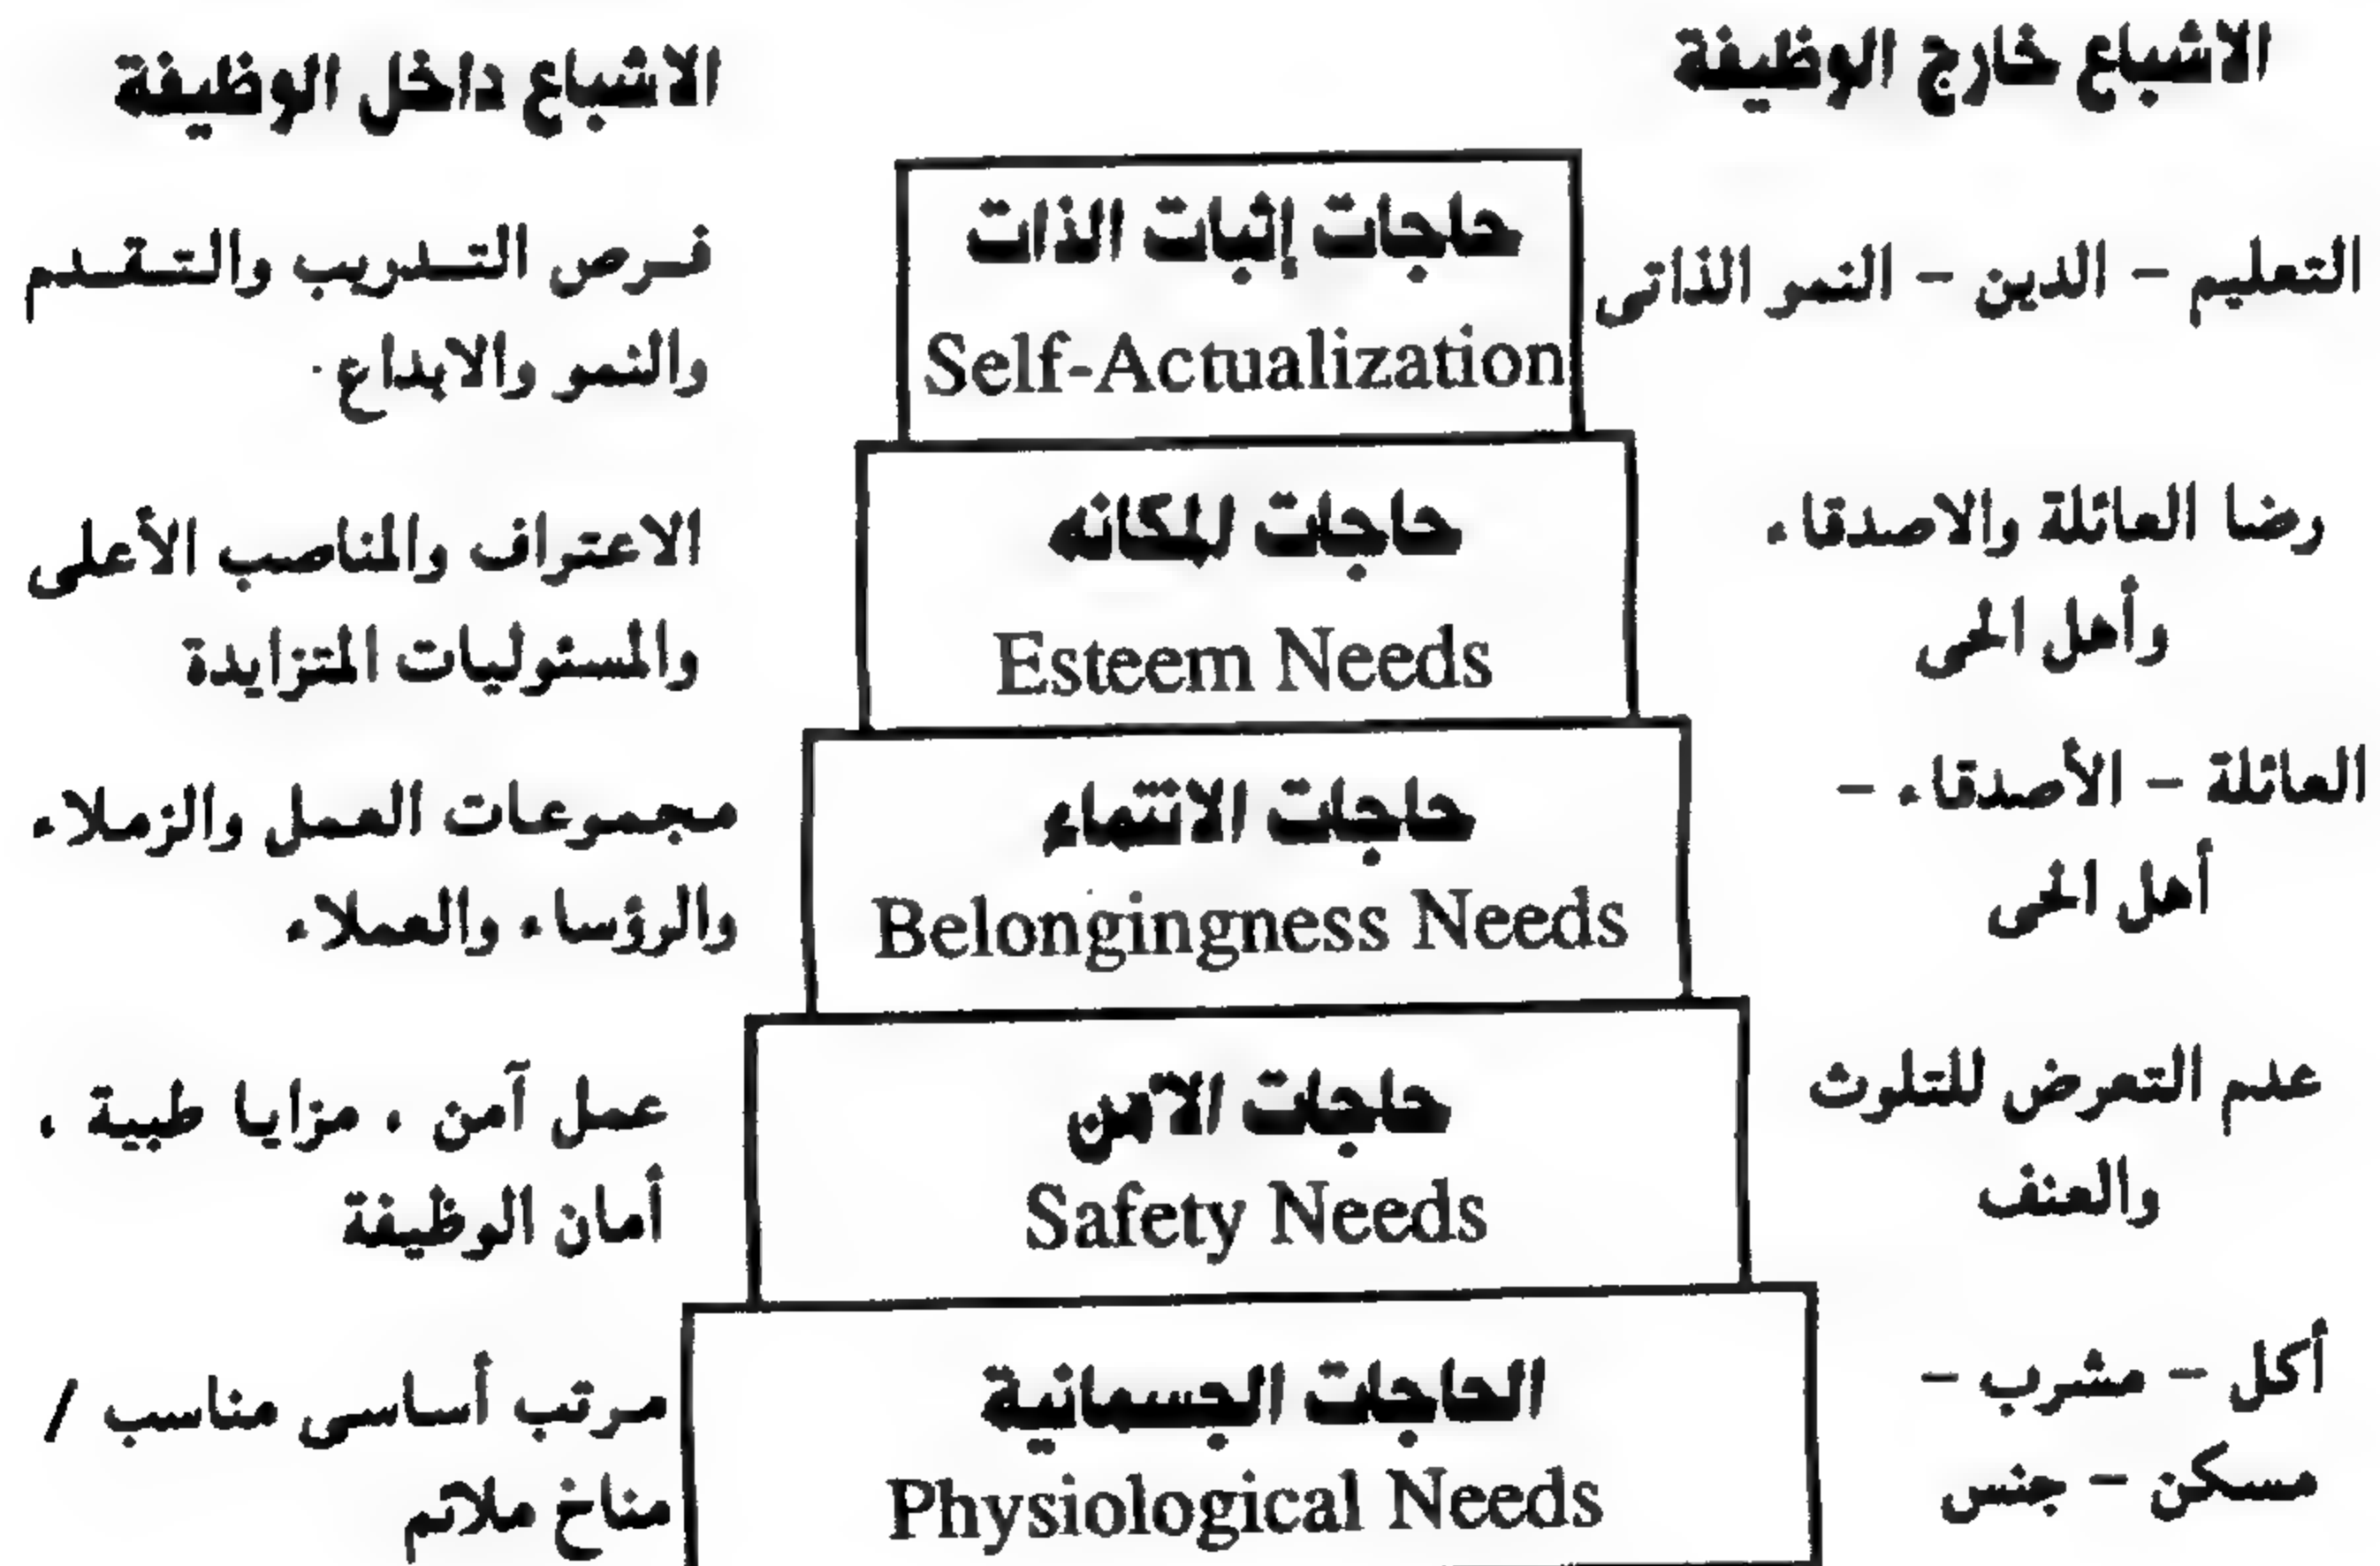 الاشباع خارج الوظيفة
الاشباع داخل الوظيفة
التعليم – الدين – النمو الذاتى
حاجات إثبات الذات
Self-Actualization
فرص التدريب والتقدم
والنمو والابداع .
رضا العائلة والاصدقاء
وأهل الحى
حاجات المكانه
Esteem Needs
الاعتراف والمناصب الأعلى
والمسئوليات المتزايدة
العائلة – الأصدقاء –
أهل الحى
حاجات الانتماء
Belongingness Needs
مجموعات العمل والزملاء
والرؤساء والعملاء
عدم التعرض للتلوث
والعنف
حاجات الامن
Safety Needs
عمل آمن ، مزايا طبية ،
أمان الوظيفة
أكل – مشرب –
مسكن – جنس
الحاجات الجسمانية
Physiological Needs
مرتب أساسى مناسب /
مناخ ملائم